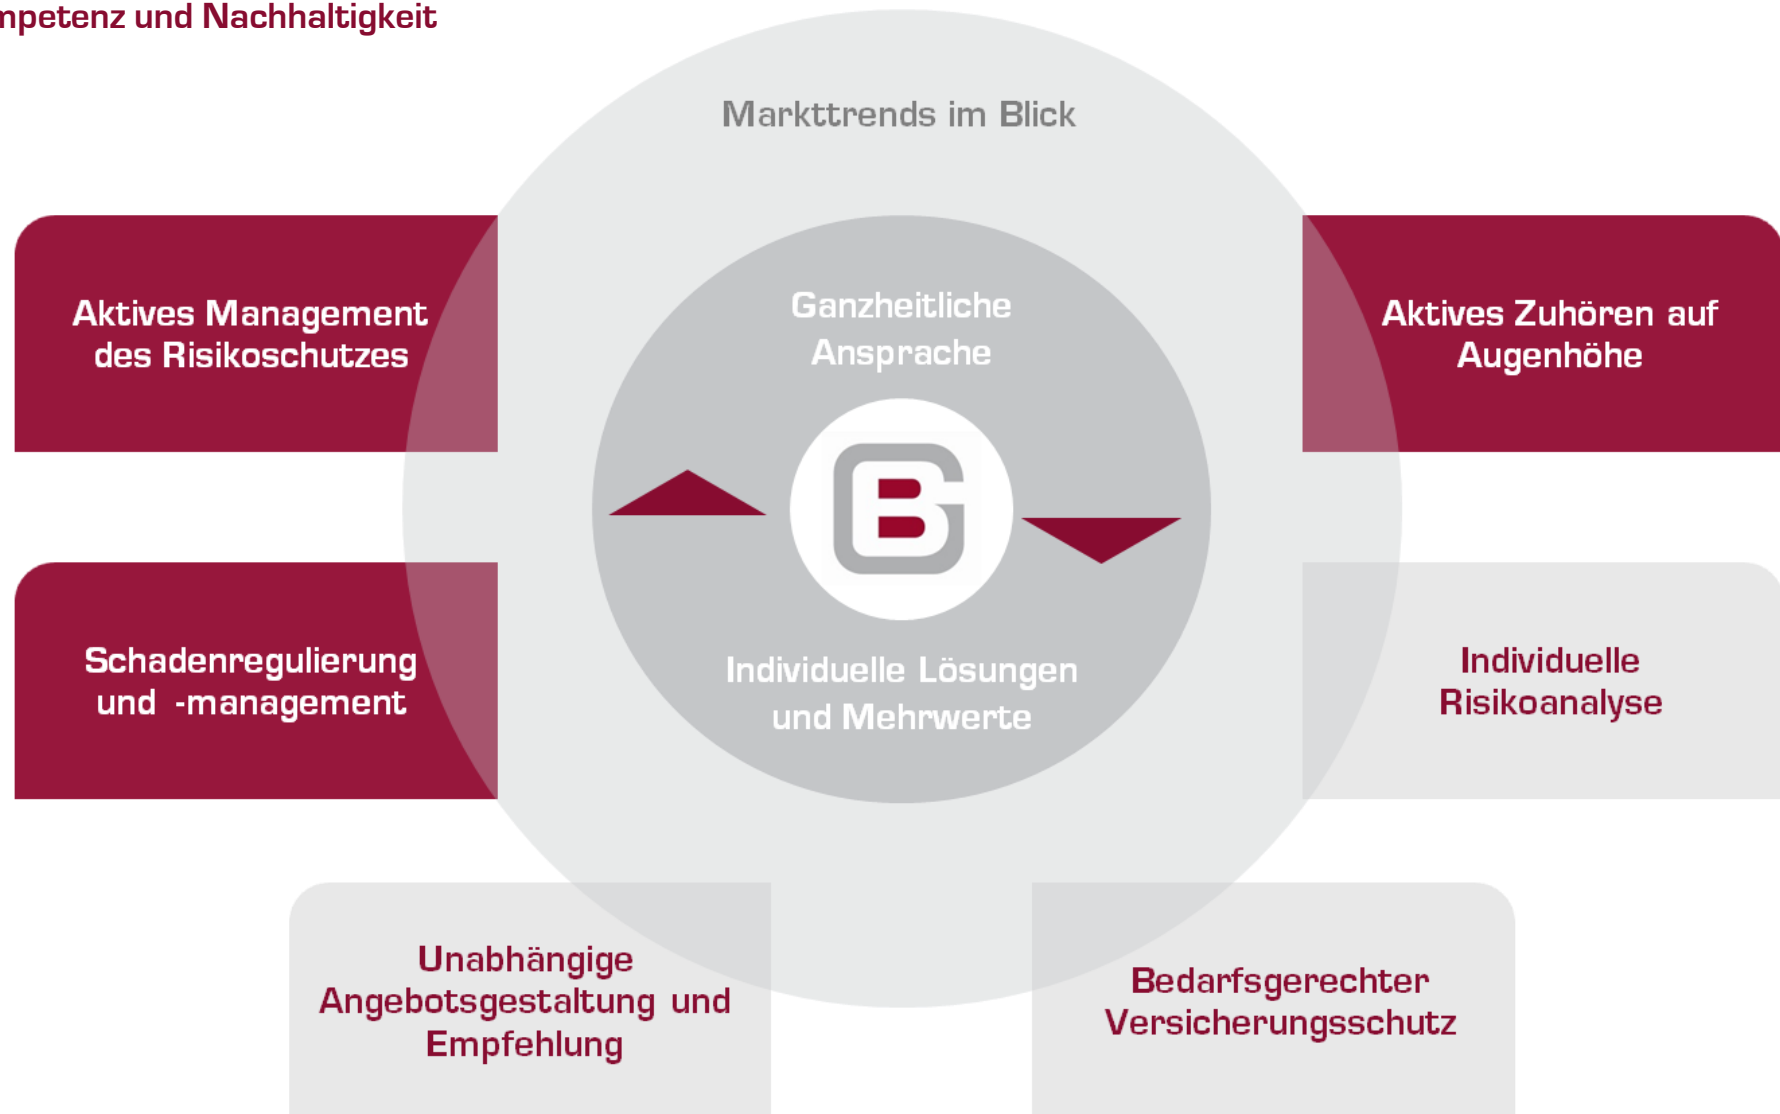 mpetenz und Nachhaltigkeit
Markttrends im Blick
Aktives Management
des Risikoschutzes
Ganzheitliche
Ansprache
Aktives Zuhören auf
Augenhöhe
B
Schadenregulierung
und -management
Individuelle Lösungen
und Mehrwerte
Individuelle
Risikoanalyse
Unabhängige
Angebotsgestaltung und
Empfehlung
Bedarfsgerechter
Versicherungsschutz